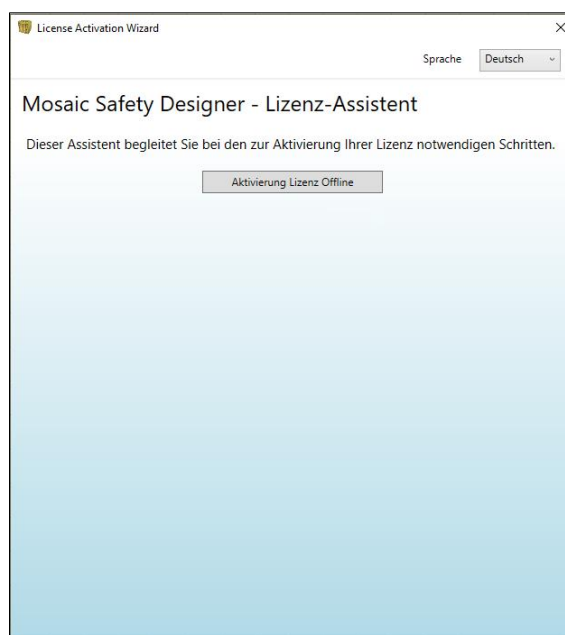 License Activation Wizard
Sprache Deutsch
Mosaic Safety Designer - Lizenz-Assistent
Dieser Assistent begleitet Sie bei den zur Aktivierung Ihrer Lizenz notwendigen Schritten.
Aktivierung Lizenz Offline